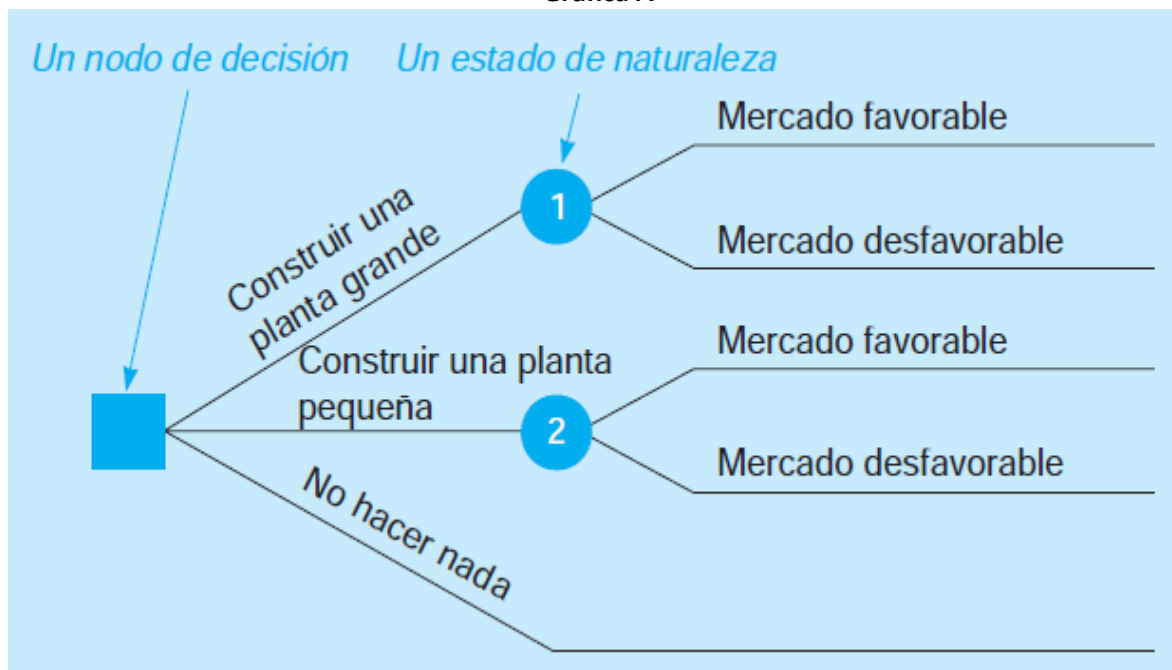 Un nodo de decisión
Un estado de naturaleza
Mercado favorable
1
Construir una
planta grande
Mercado desfavorable
Mercado favorable
Construir una planta
pequeña
2
Mercado desfavorable
No hacer nada